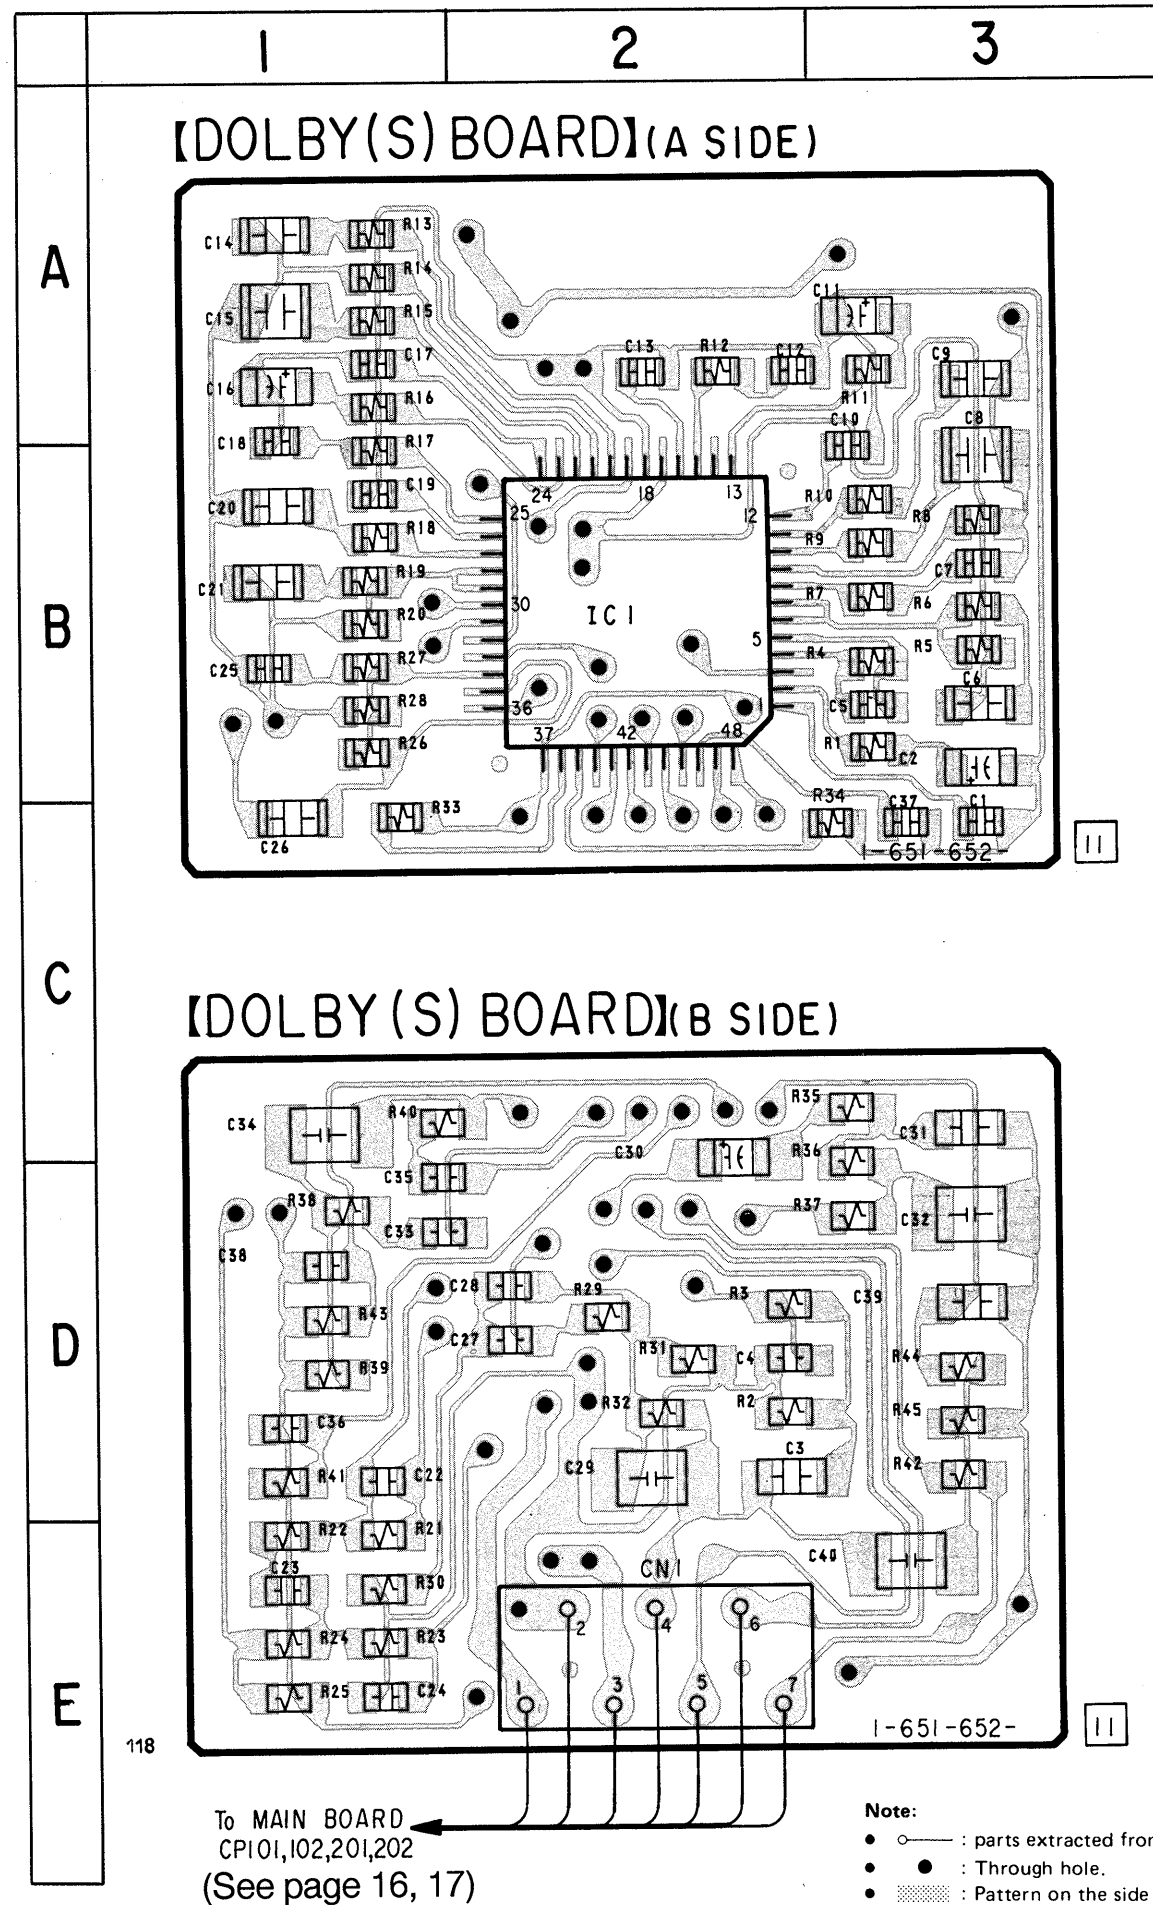 1 2 3
A
B
C
D
E
【DOLBY(S) BOARD】(A SIDE)
C14 R13
R14
C15 R15
C17
C16 R16
C18 R17
C19
C20 R18
C21 R19
R20
C25 R27
R28
R26
C26 R33
C13 R12 C12
C11
R11
C10
C9
C8
R10 R8
R9
C7
R7 R6
R4 R5
C6
C5
R1 C2
R34 C37 C1
24 18 13
25 12
30 IC1 5
36 1
37 42 48
1-651-652-
11
【DOLBY(S) BOARD】(B SIDE)
C34 R40 R35
C30 R36 C31
C35
R38 C33 R37 C32
C38
C28 R29 R3 C39
R43
C27 R31 C4 R44
R39
C36 R32 R2 R45
R41 C22 C29 C3 R42
R22 R21
C23 R30 CN1 C40
R24 R23
R25 C24
2 4 6
1 3 5 7
1-651-652-
11
118
To MAIN BOARD
CP101,102,201,202
(See page 16, 17)
Note:
• : parts extracted fror
• : Through hole.
• : Pattern on the side